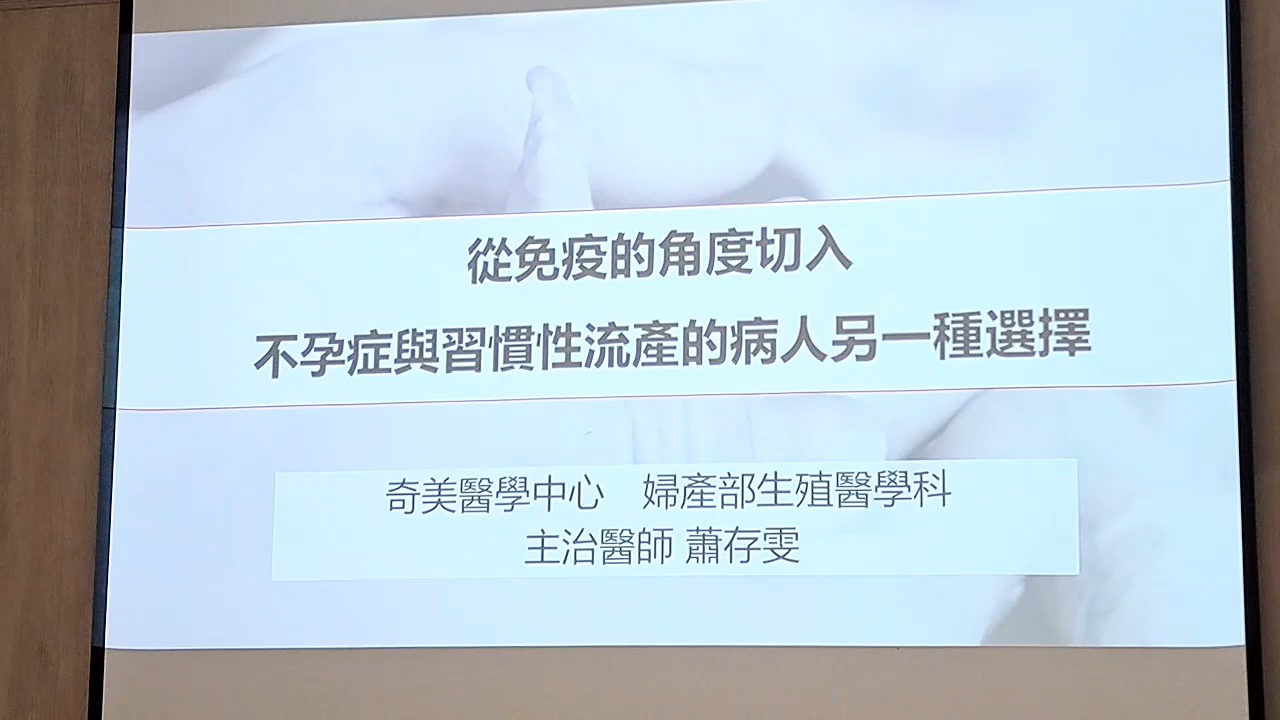 從免疫的角度切入
不孕症與習慣性流產的病人另一種選擇
奇美醫學中心 婦產部生殖醫學科
主治醫師 蕭存雯